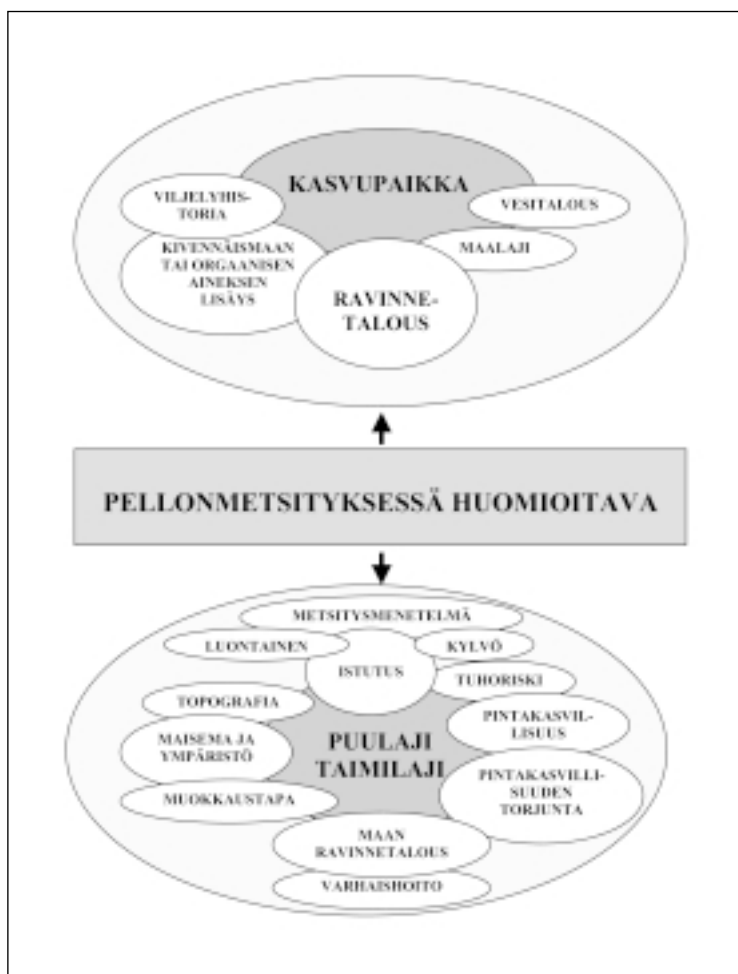 KASVUPAIKKA
VILJELYHIS-
TORIA
VESITALOUS
KIVENNÄISMAAN
TAI ORGAANISEN
AINEKSEN
LISÄYS
MAALAJI
RAVINNE-
TALOUS
PELLONMETSITYKSESSÄ HUOMIOITAVA
METSITYSMENETELMÄ
LUONTAINEN
KYLVÖ
ISTUTUS
TUHORISKI
TOPOGRAFIA
PINTAKASVIL-
LISUUS
MAISEMA JA
YMPÄRISTÖ
PUULAJI
TAIMILAJI
PINTAKASVILLI-
SUUDEN
TORJUNTA
MUOKKAUSTAPA
MAAN
RAVINNETALOUS
VARHAISHOITO